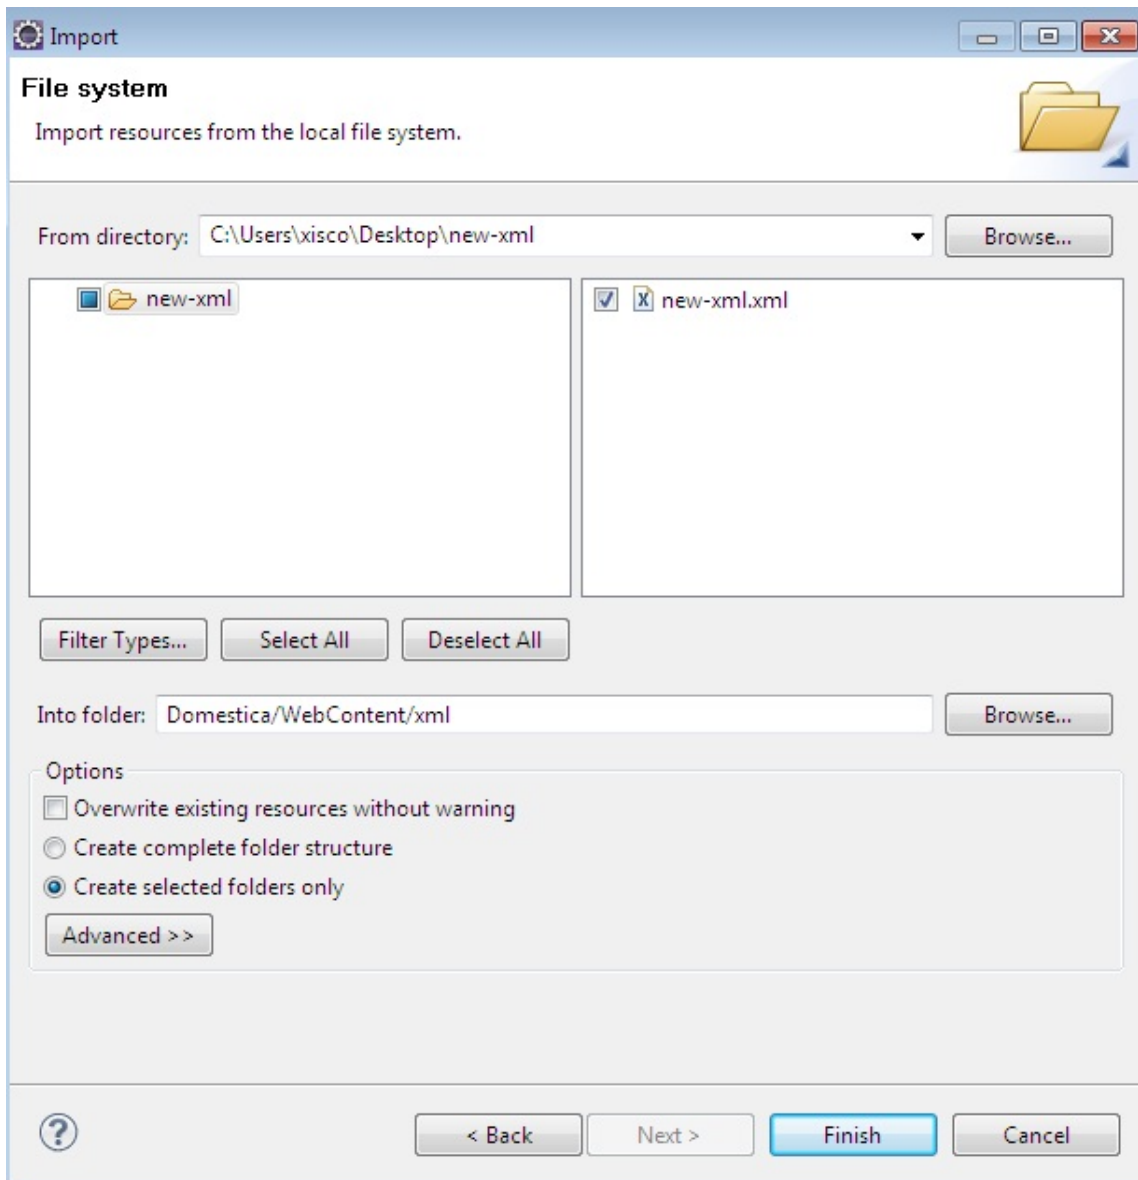 Import
File system
Import resources from the local file system.
From directory: C:\Users\xisco\Desktop\new-xml Browse...
new-xml new-xml.xml
Filter Types... Select All Deselect All
Into folder: Domestica/WebContent/xml Browse...
Options
Overwrite existing resources without warning
Create complete folder structure
Create selected folders only
Advanced >>
? < Back Next > Finish Cancel